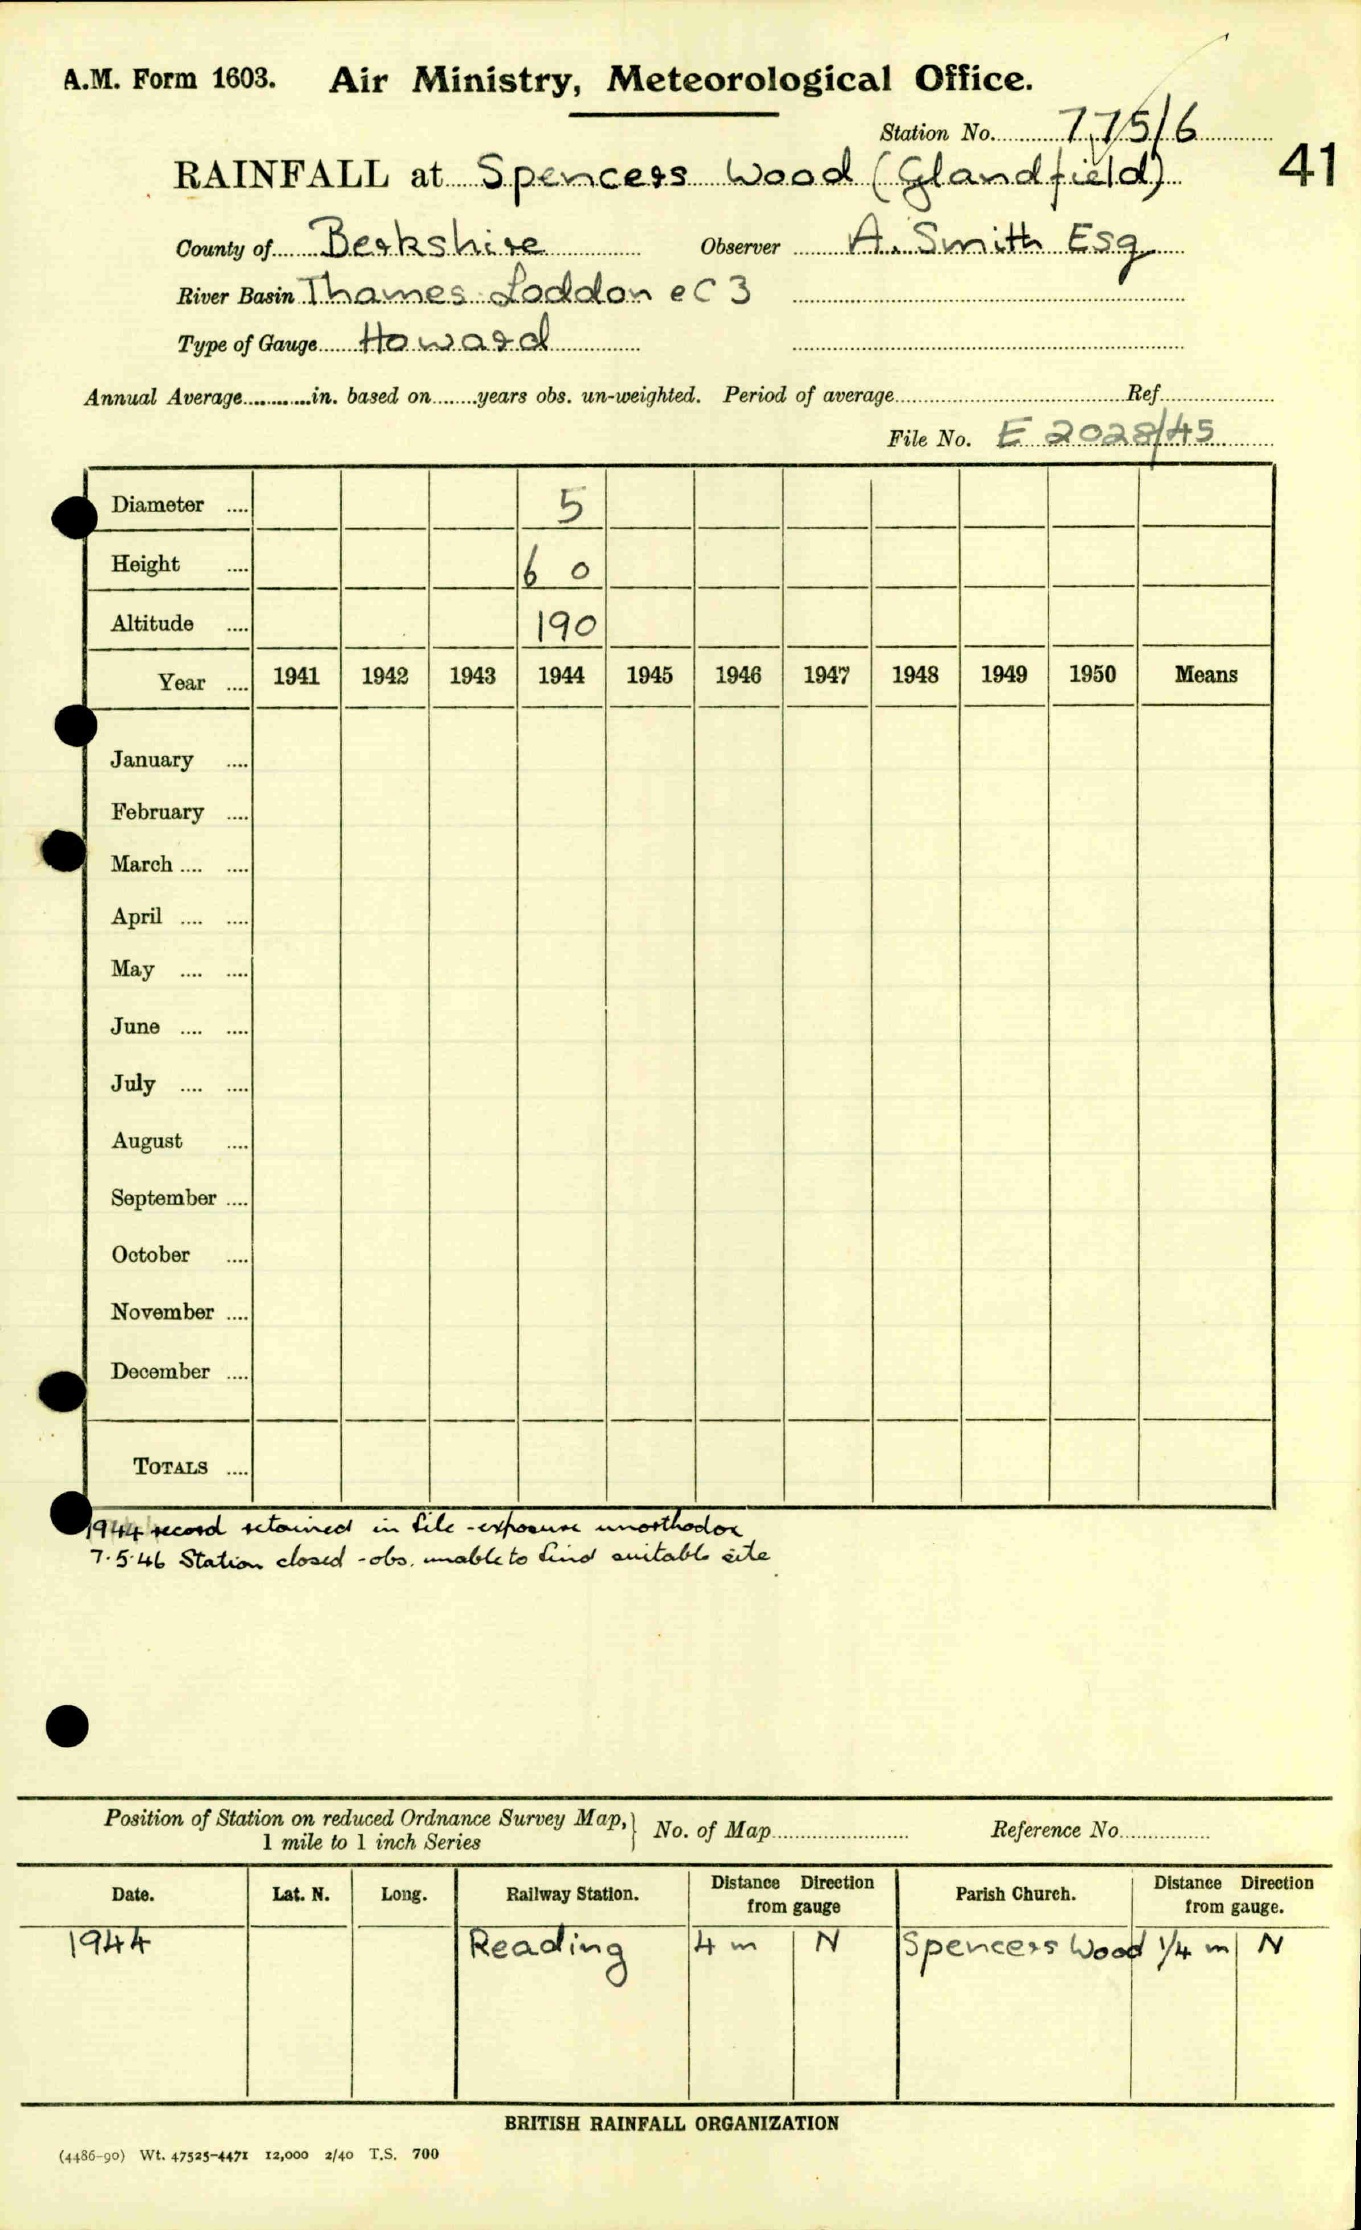 A.M. Form 1603. Air Ministry, Meteorological Office.
Station No. 775/6
41
RAINFALL at Spencers Wood (Glandfield)
County of Berkshire Observer A. Smith Esq
River Basin Thames Loddon eC3
Type of Gauge Howard
Annual Average............in. based on........years obs. un-weighted. Period of average........Ref........
File No. E 2028/45
Diameter .... 5
Height .... 6 0
Altitude .... 190
Year .... 1941 1942 1943 1944 1945 1946 1947 1948 1949 1950 Means
January ....
February ....
March .... ....
April .... ....
May .... ....
June .... ....
July .... ....
August ....
September ....
October ....
November ....
December ....
TOTALS ....
1944 record retained in file - exposure unorthodox
7.5.46 Station closed - obs. unable to find suitable site
Position of Station on reduced Ordnance Survey Map, 1 mile to 1 inch Series } No. of Map........ Reference No........
Date. Lat. N. Long. Railway Station. Distance Direction from gauge Parish Church. Distance Direction from gauge.
1944 Reading 4 m N Spencers Wood 1/4 m N
BRITISH RAINFALL ORGANIZATION
(4486-90) Wt. 47525-4471 12,000 2/40 T.S. 700